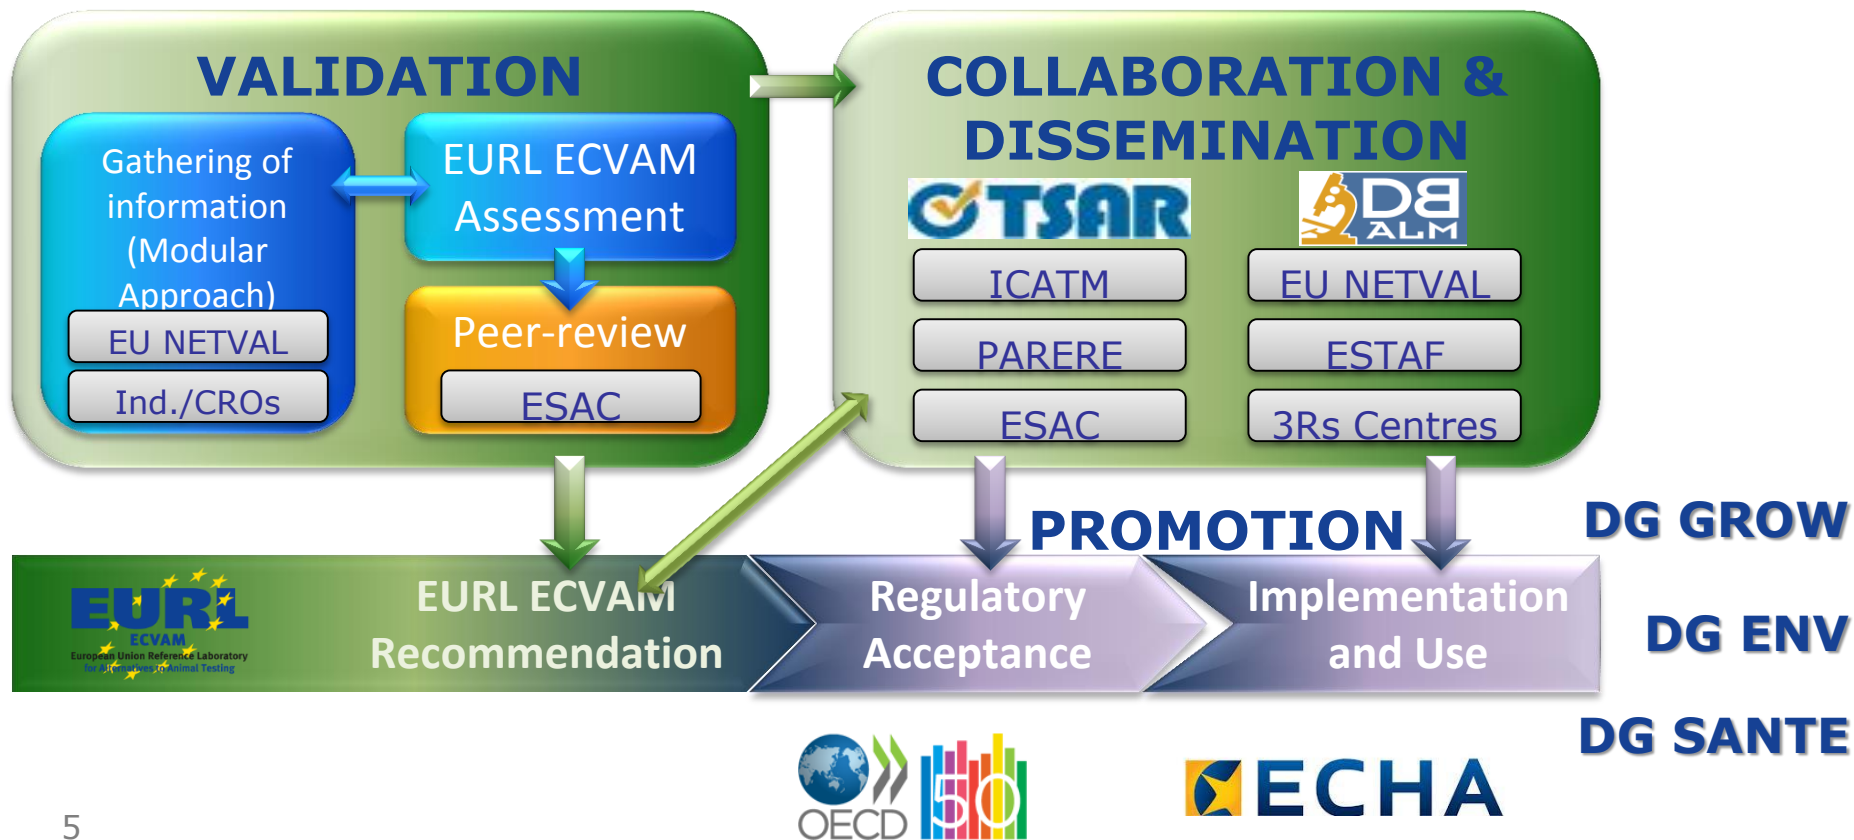 VALIDATION
Gathering of
information
(Modular
Approach)
EU NETVAL
Ind./CROs
EURL ECVAM
Assessment
Peer-review
ESAC
COLLABORATION &
DISSEMINATION
TSAR
DB
ALM
ICATM
EU NETVAL
PARERE
ESTAF
ESAC
3Rs Centres
PROMOTION
DG GROW
DG ENV
DG SANTE
EURL
ECVAM
European Union Reference Laboratory
for Alternatives to Animal Testing
EURL ECVAM
Recommendation
Regulatory
Acceptance
Implementation
and Use
OECD
50
ECHA
5